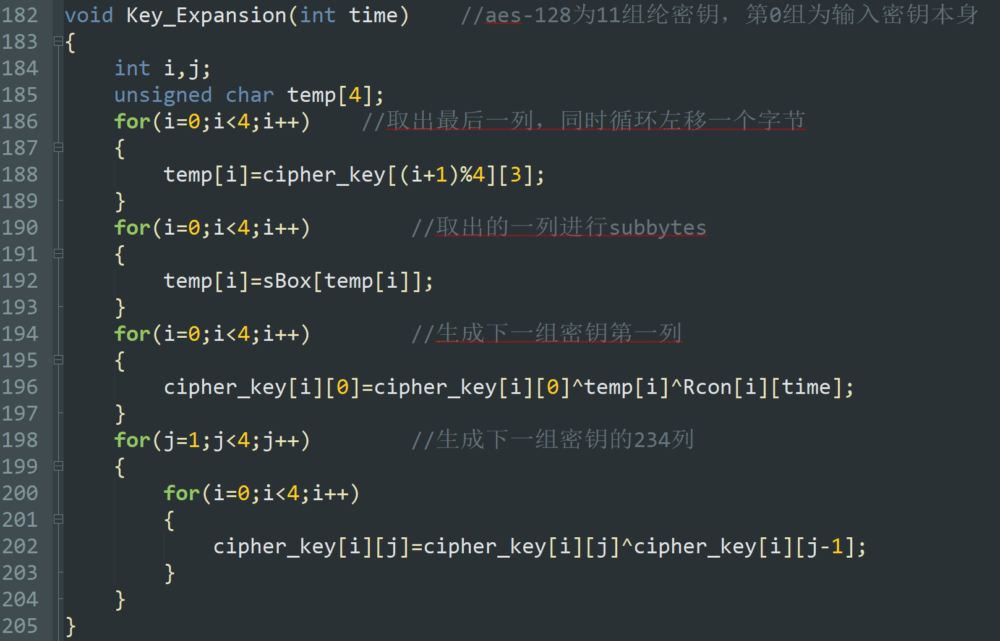 182 void Key_Expansion(int time) //aes-128为11组纶密钥，第0组为输入密钥本身
183 {
184 int i,j;
185 unsigned char temp[4];
186 for(i=0;i<4;i++) //取出最后一列，同时循环左移一个字节
187 {
188 temp[i]=cipher_key[(i+1)%4][3];
189 }
190 for(i=0;i<4;i++) //取出的一列进行subbytes
191 {
192 temp[i]=sBox[temp[i]];
193 }
194 for(i=0;i<4;i++) //生成下一组密钥第一列
195 {
196 cipher_key[i][0]=cipher_key[i][0]^temp[i]^Rcon[i][time];
197 }
198 for(j=1;j<4;j++) //生成下一组密钥的234列
199 {
200 for(i=0;i<4;i++)
201 {
202 cipher_key[i][j]=cipher_key[i][j]^cipher_key[i][j-1];
203 }
204 }
205 }